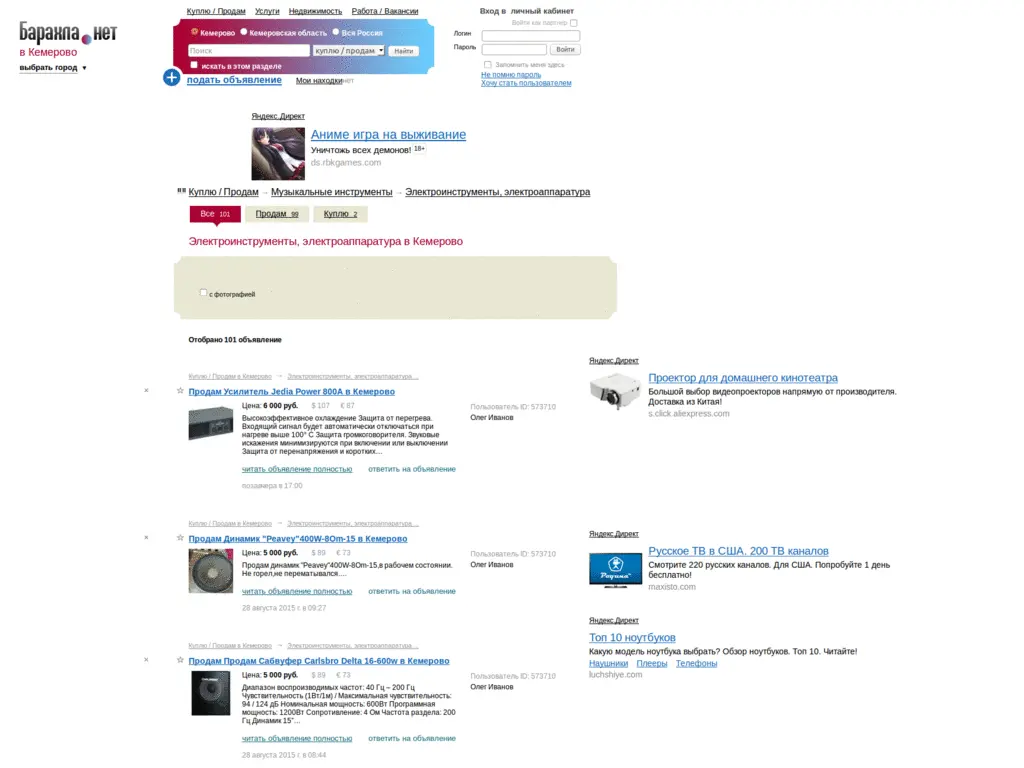 Куплю / Продам Услуги Недвижимость Работа / Вакансии
Барахла.нет
в Кемерово
выбрать город ▼
Кемерово Кемеровская область Вся Россия
Поиск куплю / продам Найти
искать в этом разделе
подать объявление Мои находки нет
Вход в личный кабинет
Войти как партнер
Логин
Пароль Войти
Запомнить меня здесь
Не помню пароль
Хочу стать пользователем
Яндекс.Директ
Аниме игра на выживание
Уничтожь всех демонов! 18+
ds.rbkgames.com
Куплю / Продам → Музыкальные инструменты → Электроинструменты, электроаппаратура
Все 101 Продам 99 Куплю 2
Электроинструменты, электроаппаратура в Кемерово
с фотографией
Отобрано 101 объявление
Куплю / Продам в Кемерово → Электроинструменты, электроаппаратура…
Продам Усилитель Jedia Power 800A в Кемерово
Цена: 6 000 руб. $ 107 € 87
Высокоэффективное охлаждение Защита от перегрева.
Входящий сигнал будет автоматически отключаться при
нагреве выше 100° С Защита громкоговорителя. Звуковые
искажения минимизируются при включении или выключении
Защита от перенапряжения и коротких…
читать объявление полностью ответить на объявление
позавчера в 17:00
Пользователь ID: 573710
Олег Иванов
Яндекс.Директ
Проектор для домашнего кинотеатра
Большой выбор видеопроекторов напрямую от производителя.
Доставка из Китая!
s.click.aliexpress.com
Куплю / Продам в Кемерово → Электроинструменты, электроаппаратура…
Продам Динамик "Peavey"400W-8Om-15 в Кемерово
Цена: 5 000 руб. $ 89 € 73
Продам динамик "Peavey"400W-8Om-15,в рабочем состоянии.
Не горел,не перематывался….
читать объявление полностью ответить на объявление
28 августа 2015 г. в 09:27
Пользователь ID: 573710
Олег Иванов
Яндекс.Директ
Родина
Русское ТВ в США. 200 ТВ каналов
Смотрите 220 русских каналов. Для США. Попробуйте 1 день
бесплатно!
maxisto.com
Яндекс.Директ
Топ 10 ноутбуков
Какую модель ноутбука выбрать? Обзор ноутбуков. Топ 10. Читайте!
Наушники Плееры Телефоны
luchshiye.com
Куплю / Продам в Кемерово → Электроинструменты, электроаппаратура…
Продам Продам Сабвуфер Carlsbro Delta 16-600w в Кемерово
Цена: 5 000 руб. $ 89 € 73
Диапазон воспроизводимых частот: 40 Гц – 200 Гц
Чувствительность (1Вт/1м) / Максимальная чувствительность:
94 / 124 дБ Номинальная мощность: 600Вт Программная
мощность: 1200Вт Сопротивление: 4 Ом Частота раздела: 200
Гц Динамик 15"…
читать объявление полностью ответить на объявление
28 августа 2015 г. в 08:44
Пользователь ID: 573710
Олег Иванов